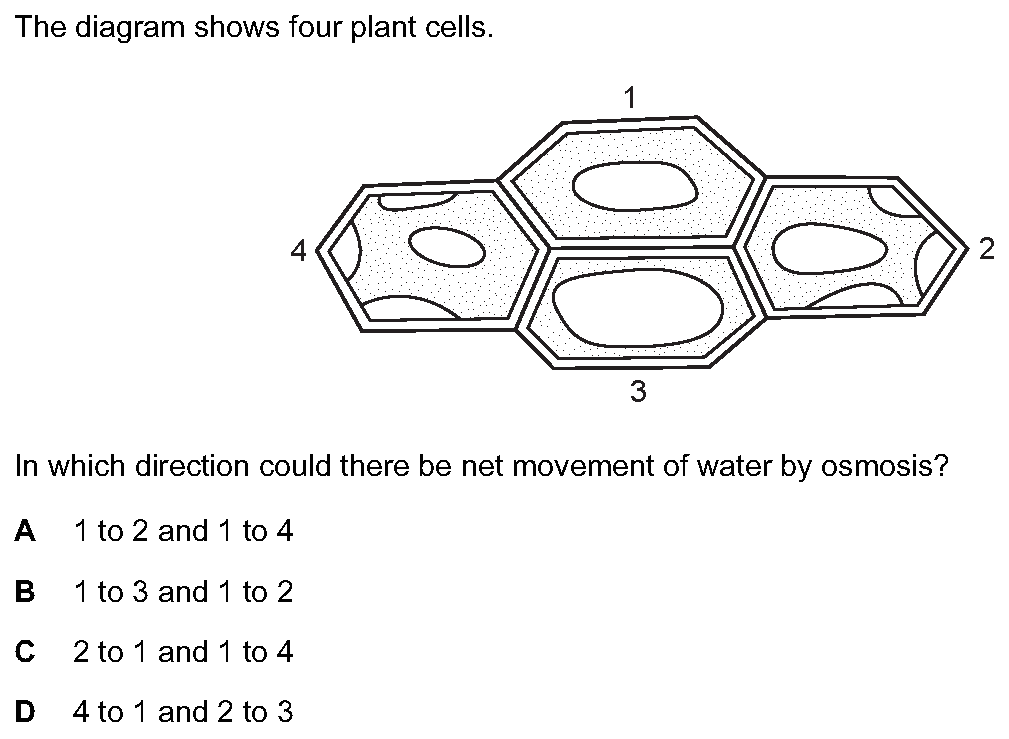 The diagram shows four plant cells.
1
4
2
3
In which direction could there be net movement of water by osmosis?
A 1 to 2 and 1 to 4
B 1 to 3 and 1 to 2
C 2 to 1 and 1 to 4
D 4 to 1 and 2 to 3